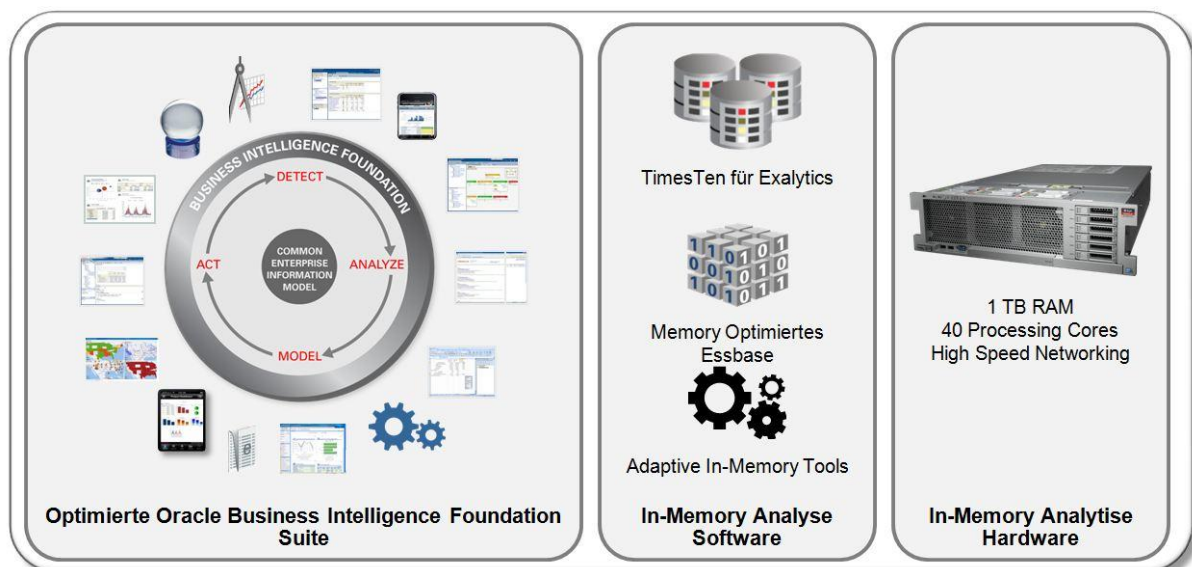 BUSINESS INTELLIGENCE FOUNDATION
DETECT
ANALYZE
MODEL
ACT
COMMON
ENTERPRISE
INFORMATION
MODEL
Optimierte Oracle Business Intelligence Foundation
Suite
TimesTen für Exalytics
Memory Optimiertes
Essbase
Adaptive In-Memory Tools
In-Memory Analyse
Software
1 TB RAM
40 Processing Cores
High Speed Networking
In-Memory Analytise
Hardware